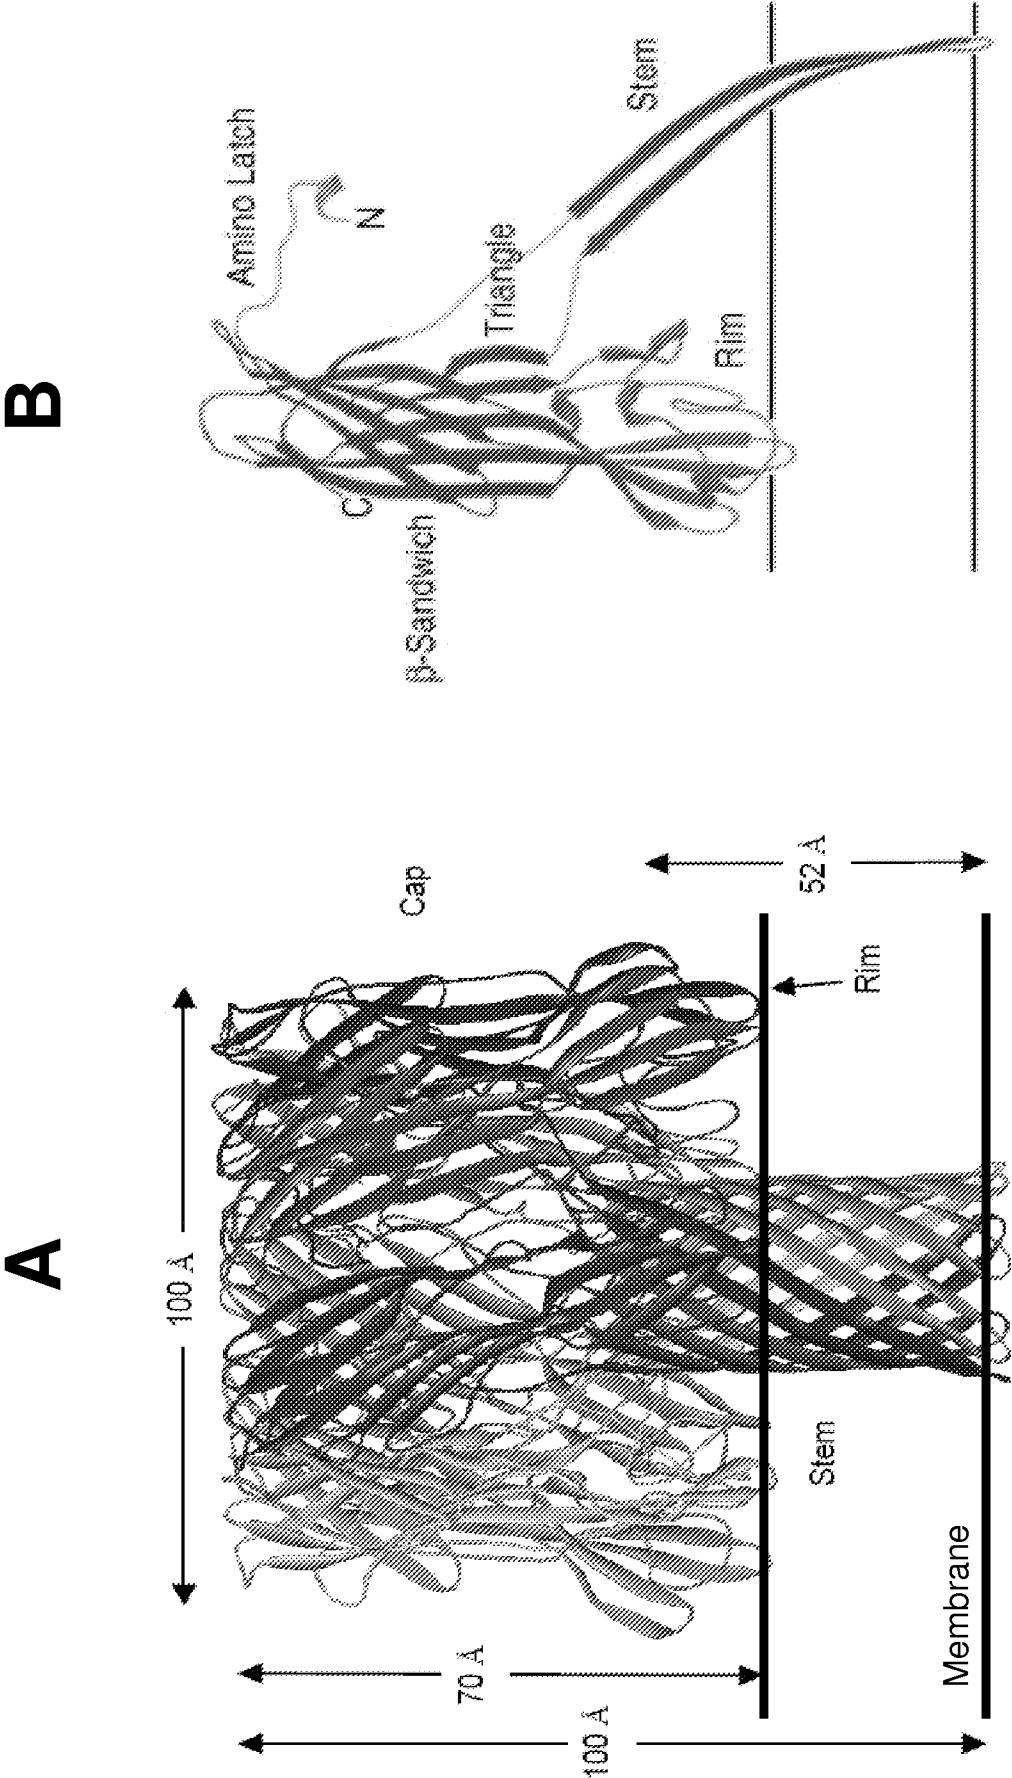 A
100 Å
70 Å
100 Å
Cap
52 Å
Rim
Stem
Membrane
B
Amino Latch
N
C
β-Sandwich
Triangle
Stem
Rim